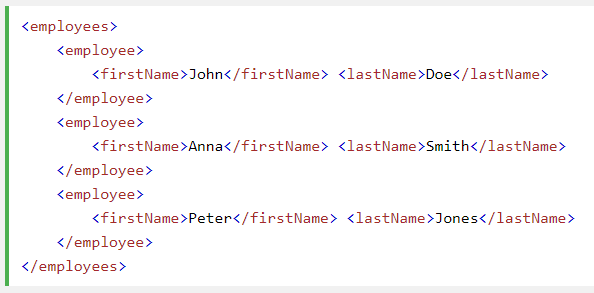 <employees>
    <employee>
        <firstName>John</firstName> <lastName>Doe</lastName>
    </employee>
    <employee>
        <firstName>Anna</firstName> <lastName>Smith</lastName>
    </employee>
    <employee>
        <firstName>Peter</firstName> <lastName>Jones</lastName>
    </employee>
</employees>